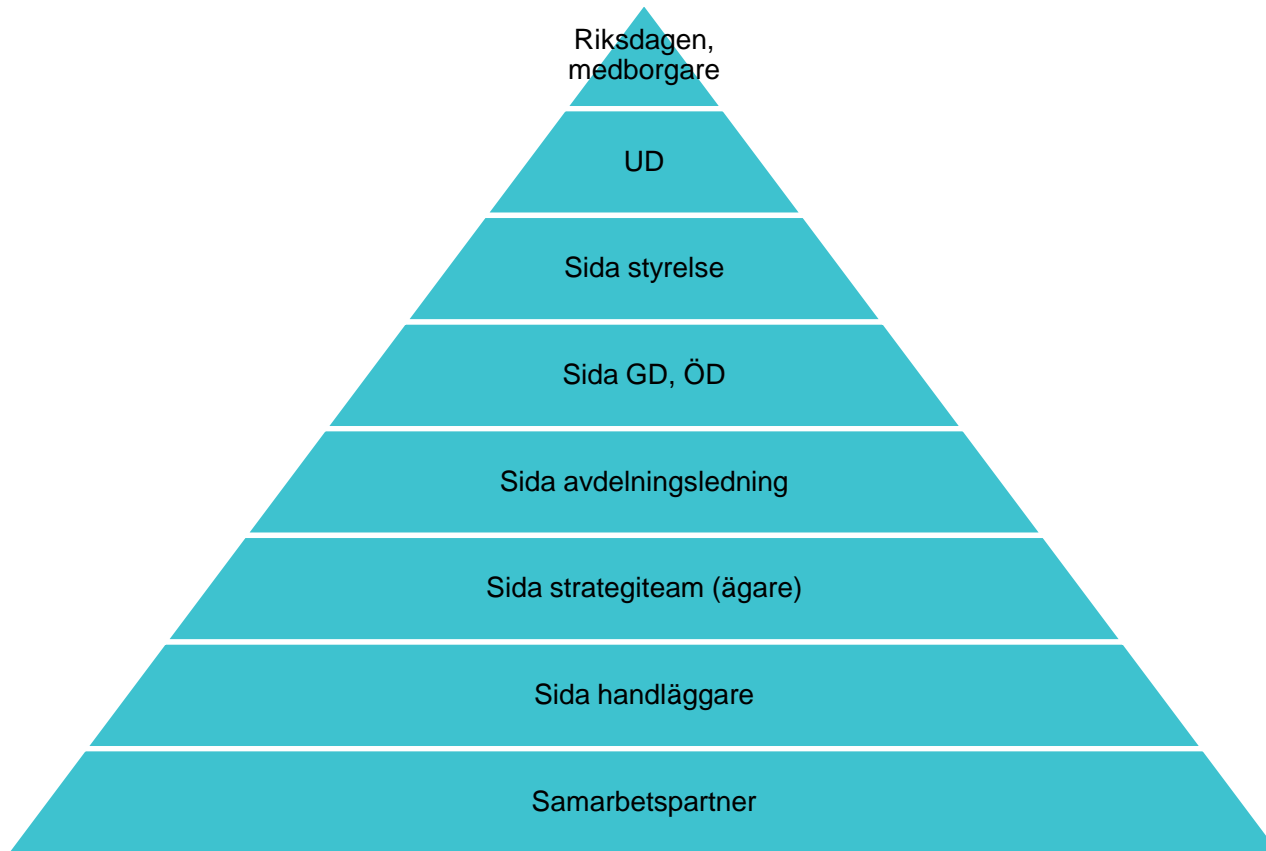 Riksdagen,
medborgare
UD
Sida styrelse
Sida GD, ÖD
Sida avdelningsledning
Sida strategiteam (ägare)
Sida handläggare
Samarbetspartner